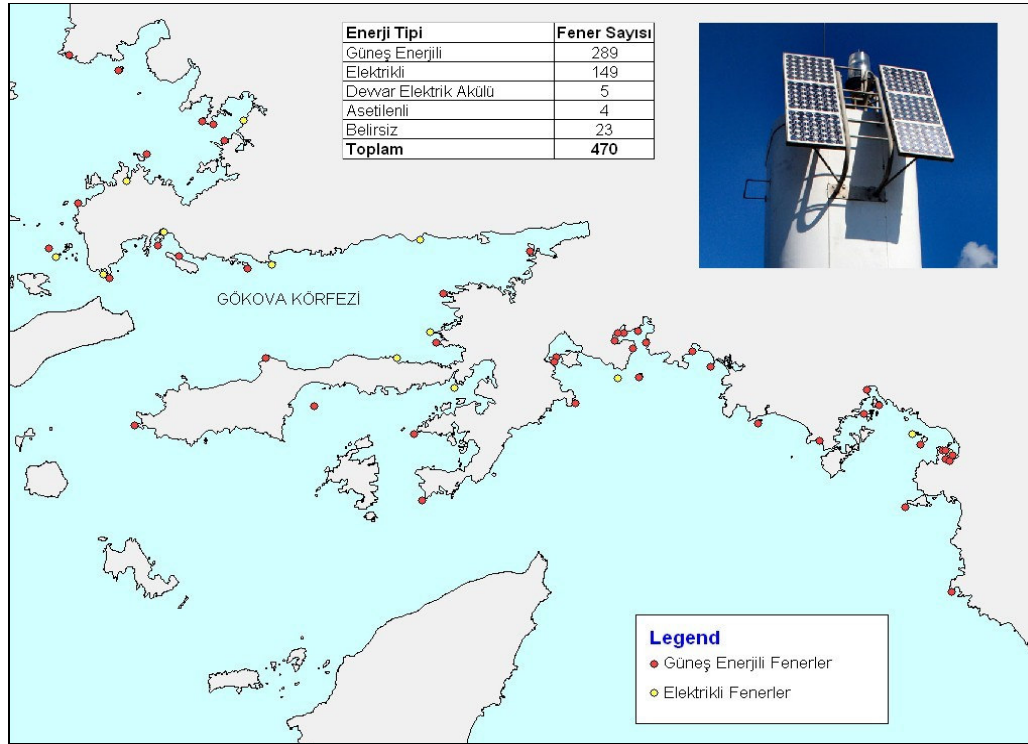 Enerji Tipi Fener Sayısı
Güneş Enerjili 289
Elektrikli 149
Devvar Elektrik Akülü 5
Asetilenli 4
Belirsiz 23
Toplam 470
GÖKOVA KÖRFEZİ
Legend
Güneş Enerjili Fenerler
Elektrikli Fenerler